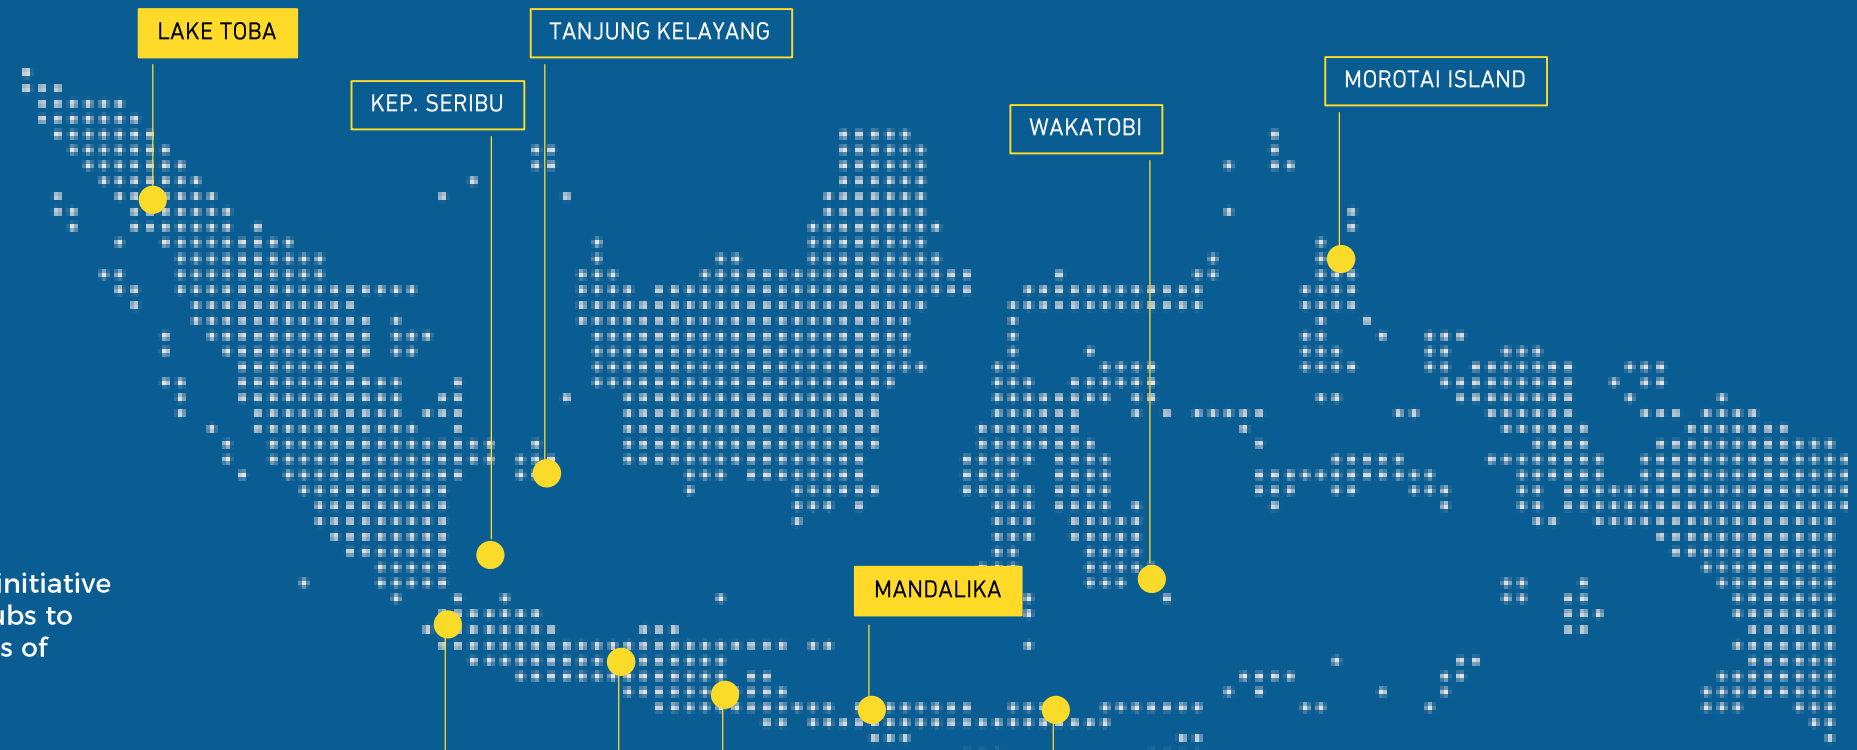 LAKE TOBA
TANJUNG KELAYANG
KEP. SERIBU
MOROTAI ISLAND
WAKATOBI
initiative
ubs to
s of
MANDALIKA